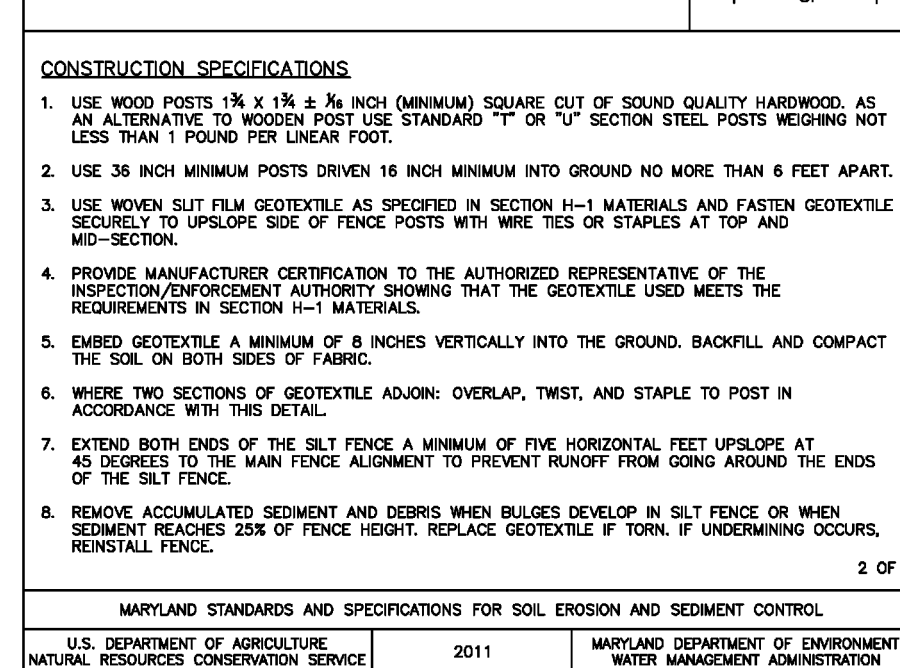 CONSTRUCTION SPECIFICATIONS
1. USE WOOD POSTS 1¾ X 1¾ ± 1⁄16 INCH (MINIMUM) SQUARE CUT OF SOUND QUALITY HARDWOOD. AS
AN ALTERNATIVE TO WOODEN POST USE STANDARD "T" OR "U" SECTION STEEL POSTS WEIGHING NOT
LESS THAN 1 POUND PER LINEAR FOOT.
2. USE 36 INCH MINIMUM POSTS DRIVEN 16 INCH MINIMUM INTO GROUND NO MORE THAN 6 FEET APART.
3. USE WOVEN SLIT FILM GEOTEXTILE AS SPECIFIED IN SECTION H-1 MATERIALS AND FASTEN GEOTEXTILE
SECURELY TO UPSLOPE SIDE OF FENCE POSTS WITH WIRE TIES OR STAPLES AT TOP AND
MID-SECTION.
4. PROVIDE MANUFACTURER CERTIFICATION TO THE AUTHORIZED REPRESENTATIVE OF THE
INSPECTION/ENFORCEMENT AUTHORITY SHOWING THAT THE GEOTEXTILE USED MEETS THE
REQUIREMENTS IN SECTION H-1 MATERIALS.
5. EMBED GEOTEXTILE A MINIMUM OF 8 INCHES VERTICALLY INTO THE GROUND. BACKFILL AND COMPACT
THE SOIL ON BOTH SIDES OF FABRIC.
6. WHERE TWO SECTIONS OF GEOTEXTILE ADJOIN: OVERLAP, TWIST, AND STAPLE TO POST IN
ACCORDANCE WITH THIS DETAIL.
7. EXTEND BOTH ENDS OF THE SILT FENCE A MINIMUM OF FIVE HORIZONTAL FEET UPSLOPE AT
45 DEGREES TO THE MAIN FENCE ALIGNMENT TO PREVENT RUNOFF FROM GOING AROUND THE ENDS
OF THE SILT FENCE.
8. REMOVE ACCUMULATED SEDIMENT AND DEBRIS WHEN BULGES DEVELOP IN SILT FENCE OR WHEN
SEDIMENT REACHES 25% OF FENCE HEIGHT. REPLACE GEOTEXTILE IF TORN. IF UNDERMINING OCCURS,
REINSTALL FENCE.
2 OF
MARYLAND STANDARDS AND SPECIFICATIONS FOR SOIL EROSION AND SEDIMENT CONTROL
U.S. DEPARTMENT OF AGRICULTURE
NATURAL RESOURCES CONSERVATION SERVICE
2011
MARYLAND DEPARTMENT OF ENVIRONMENT
WATER MANAGEMENT ADMINISTRATION